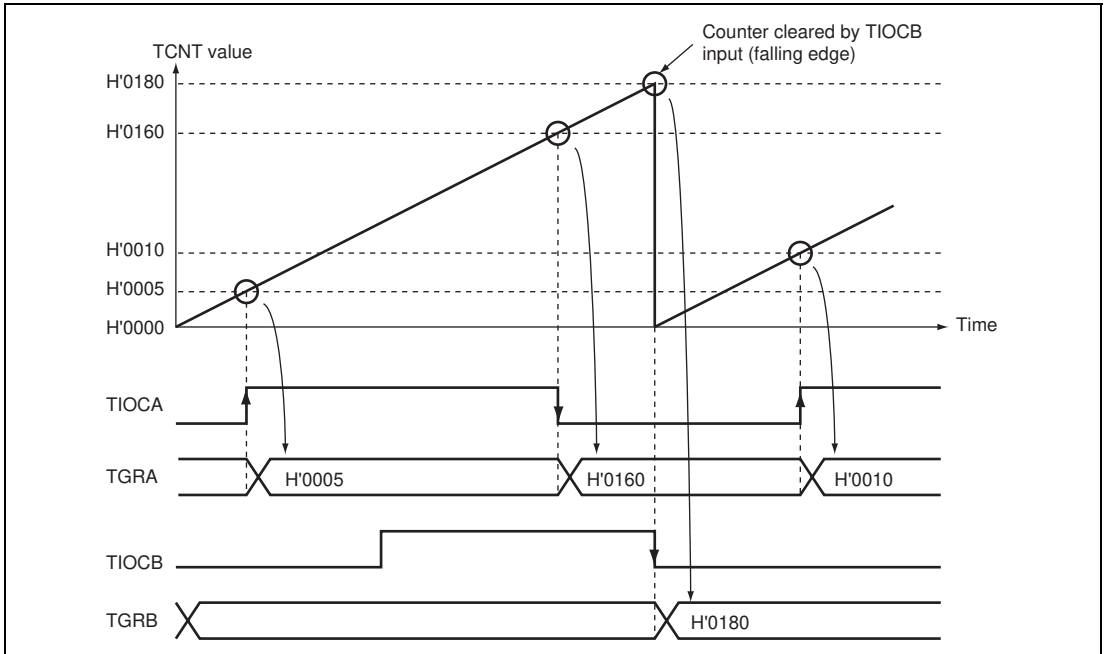 Counter cleared by TIOCB
input (falling edge)
TCNT value
H'0180
H'0160
H'0010
H'0005
H'0000
Time
TIOCA
TGRA
H'0005
H'0160
H'0010
TIOCB
TGRB
H'0180